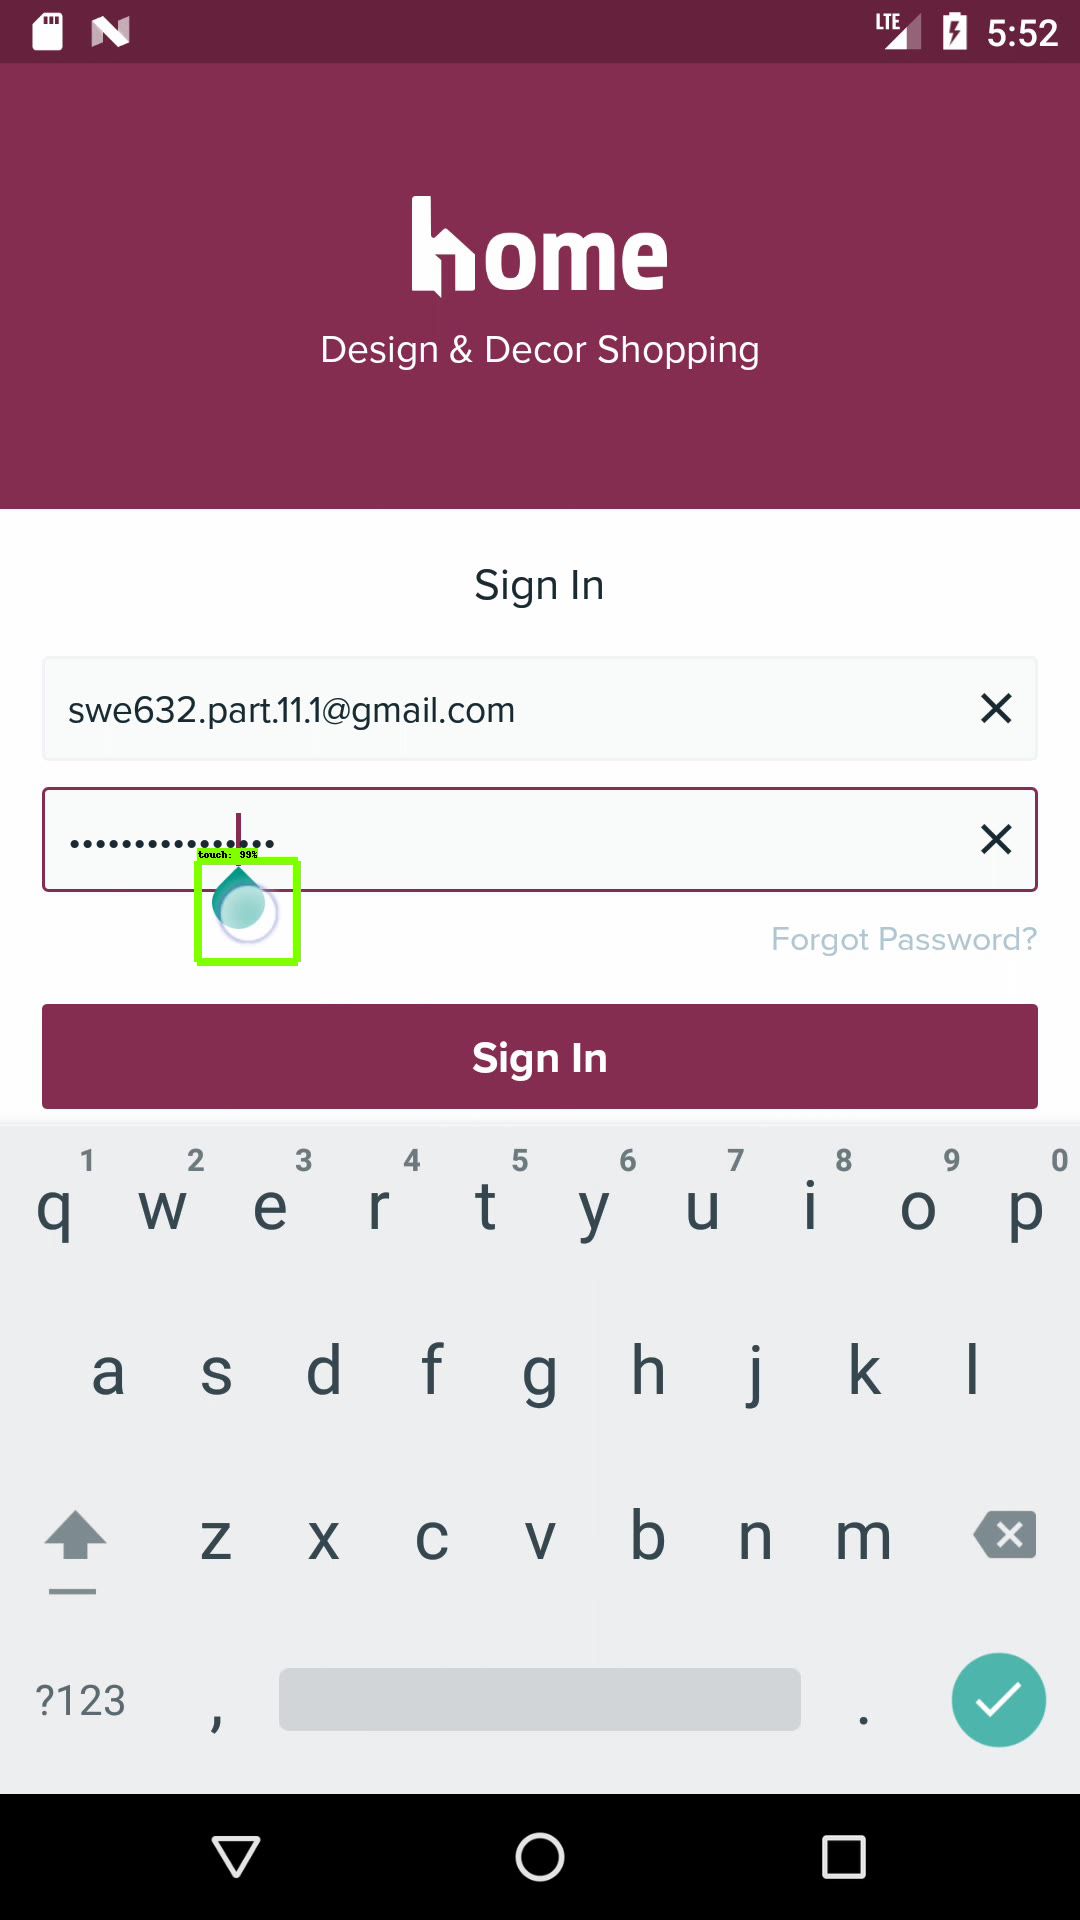 LTE 5:52
home
Design & Decor Shopping
Sign In
swe632.part.11.1@gmail.com
••••••••••••••••
touch: 99%
Forgot Password?
Sign In
1 2 3 4 5 6 7 8 9 0
q w e r t y u i o p
a s d f g h j k l
z x c v b n m
?123 , .